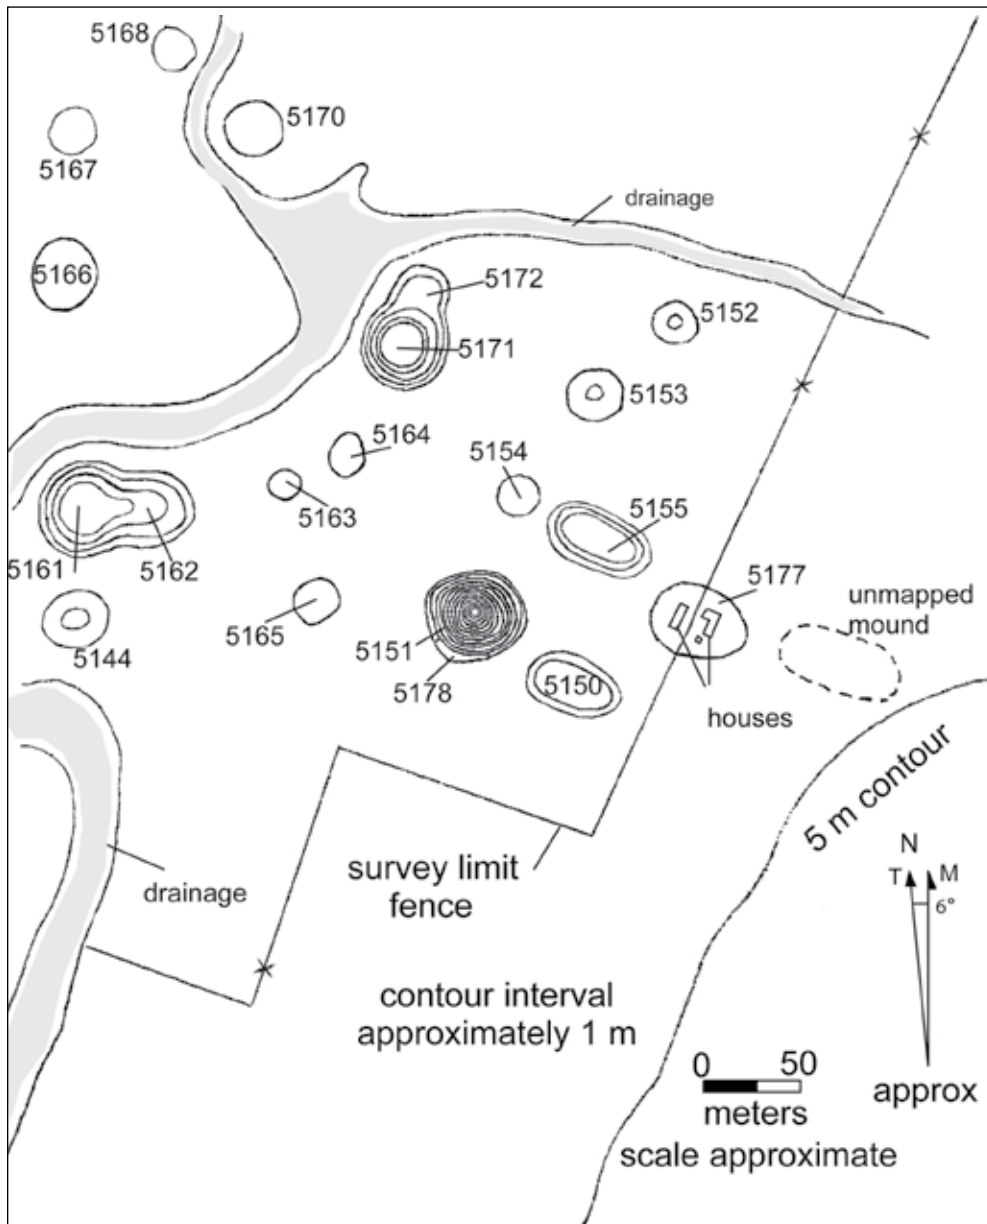 5168
5170
5167
drainage
5166
5172
5152
5171
5153
5164
5154
5155
5163
5161
5162
5177
unmapped
mound
5165
5151
5144
5178
5150
houses
5 m contour
survey limit
fence
N
T
M
6°
drainage
contour interval
approximately 1 m
0
50
meters
approx
scale approximate